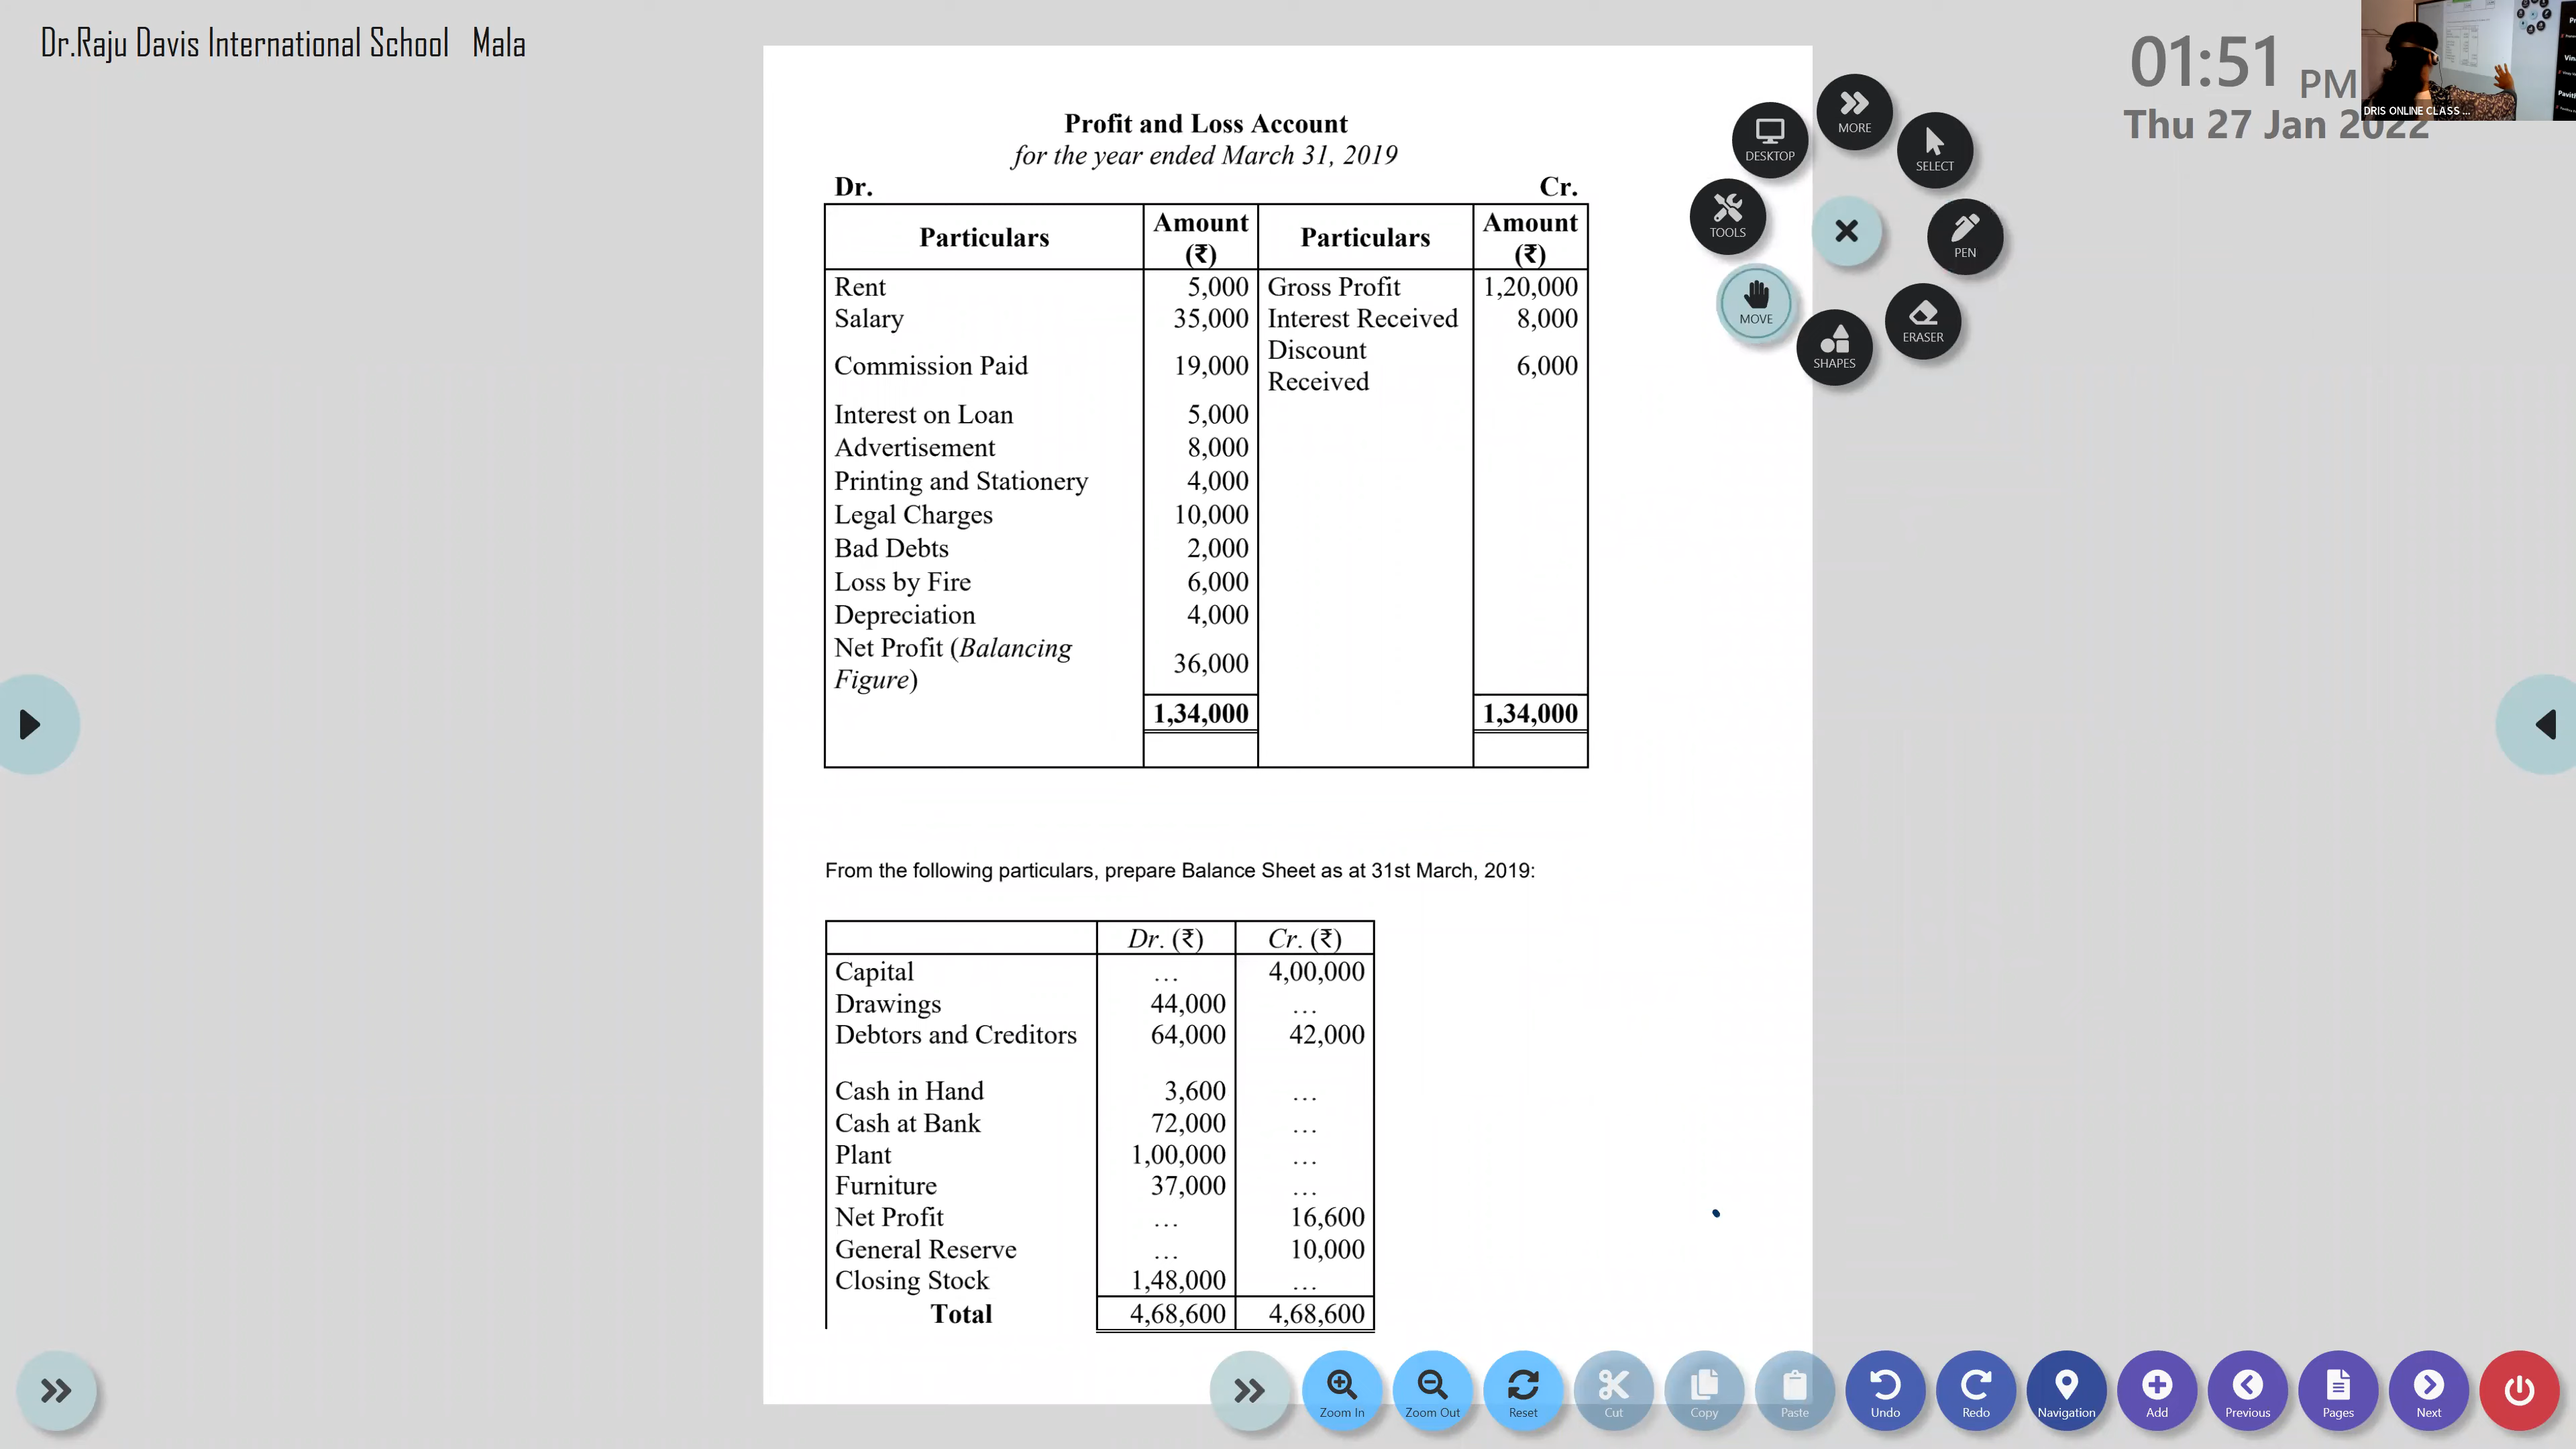 Dr.Raju Davis International School Mala
01:51 PM
Thu 27 Jan 2022
DRIS ONLINE CLASS ...
Profit and Loss Account
for the year ended March 31, 2019
Dr. Cr.
Particulars Amount (₹) Particulars Amount (₹)
Rent 5,000 Gross Profit 1,20,000
Salary 35,000 Interest Received 8,000
Commission Paid 19,000 Discount Received 6,000
Interest on Loan 5,000
Advertisement 8,000
Printing and Stationery 4,000
Legal Charges 10,000
Bad Debts 2,000
Loss by Fire 6,000
Depreciation 4,000
Net Profit (Balancing Figure) 36,000
1,34,000 1,34,000
From the following particulars, prepare Balance Sheet as at 31st March, 2019:
Dr. (₹) Cr. (₹)
Capital ... 4,00,000
Drawings 44,000 ...
Debtors and Creditors 64,000 42,000
Cash in Hand 3,600 ...
Cash at Bank 72,000 ...
Plant 1,00,000 ...
Furniture 37,000 ...
Net Profit ... 16,600
General Reserve ... 10,000
Closing Stock 1,48,000 ...
Total 4,68,600 4,68,600
MORE
DESKTOP
SELECT
TOOLS
PEN
MOVE
ERASER
SHAPES
Zoom In
Zoom Out
Reset
Cut
Copy
Paste
Undo
Redo
Navigation
Add
Previous
Pages
Next